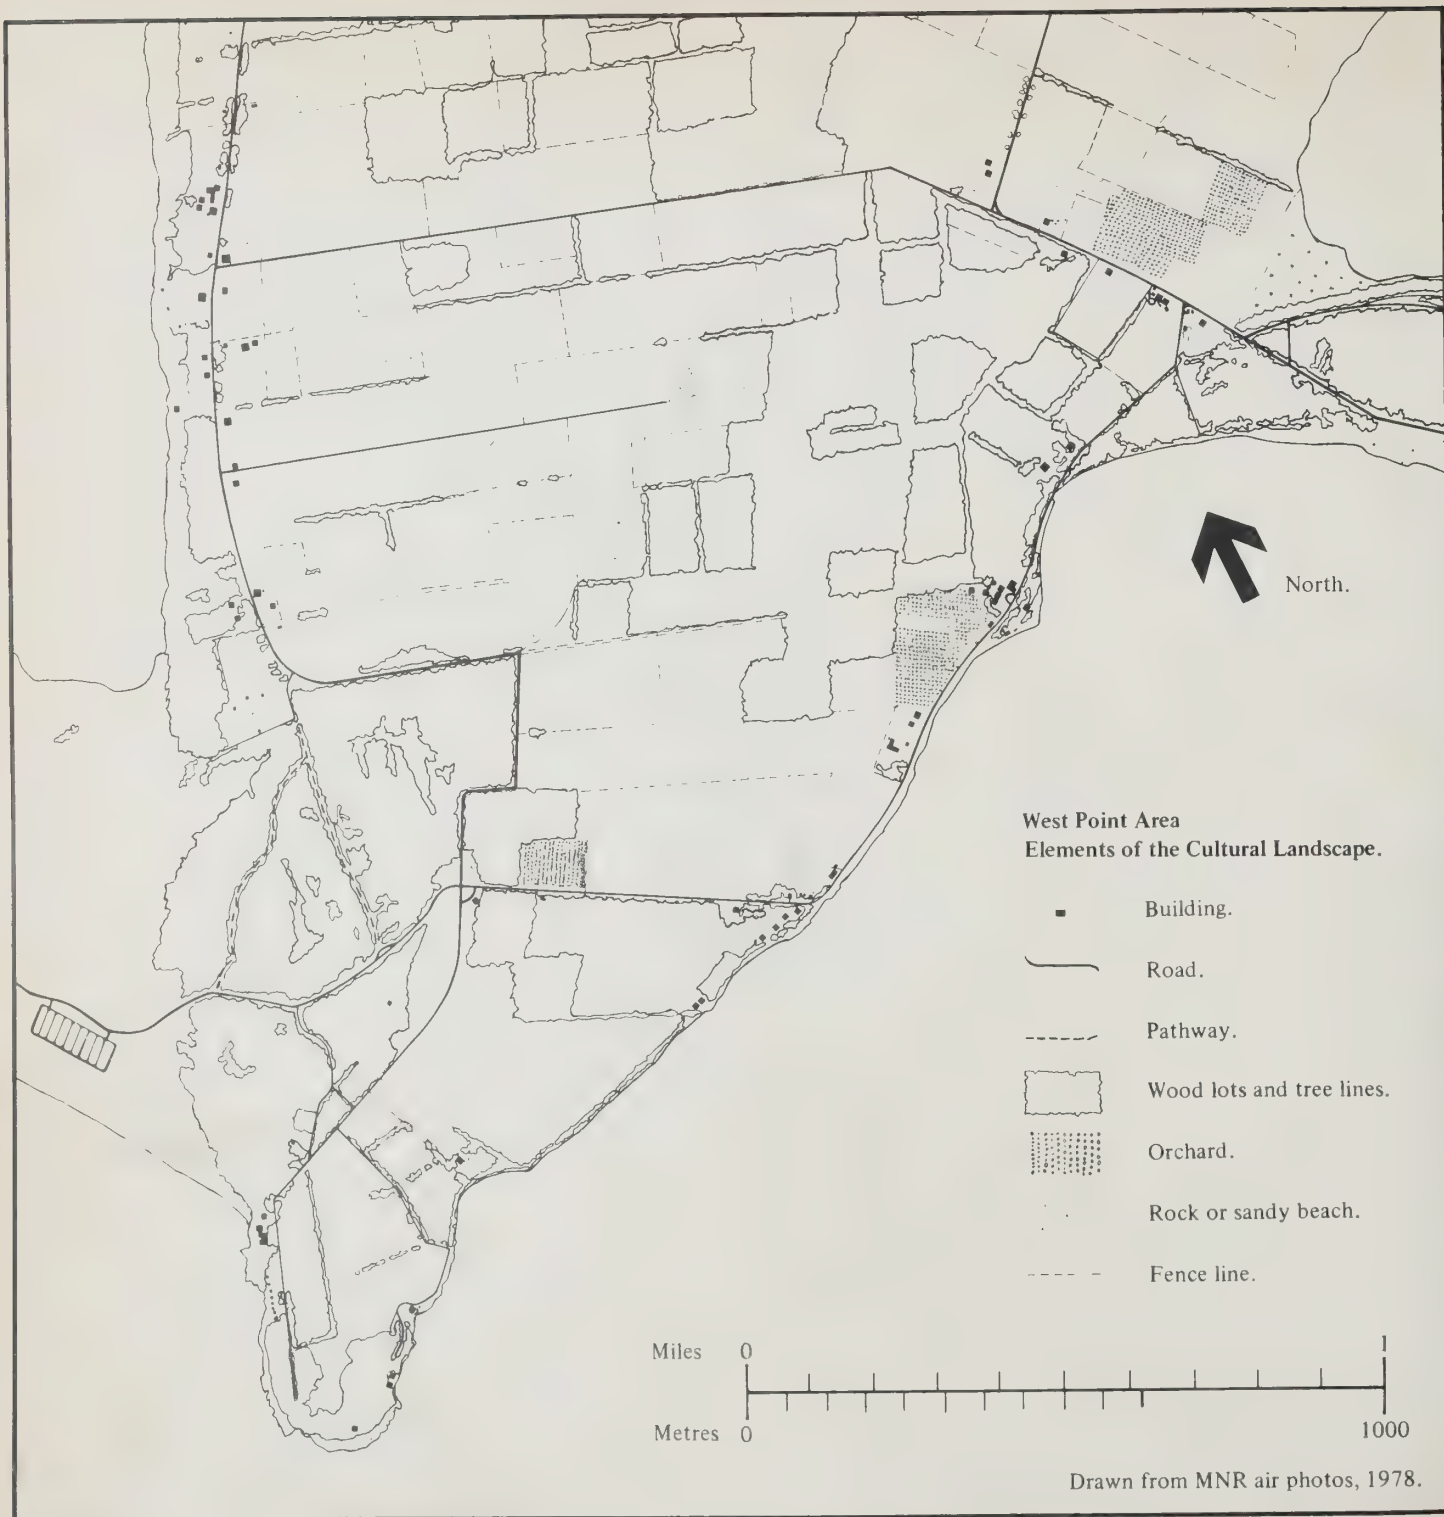 North.
West Point Area
Elements of the Cultural Landscape.
Building.
Road.
Pathway.
Wood lots and tree lines.
Orchard.
Rock or sandy beach.
Fence line.
Miles 0 1
Metres 0 1000
Drawn from MNR air photos, 1978.